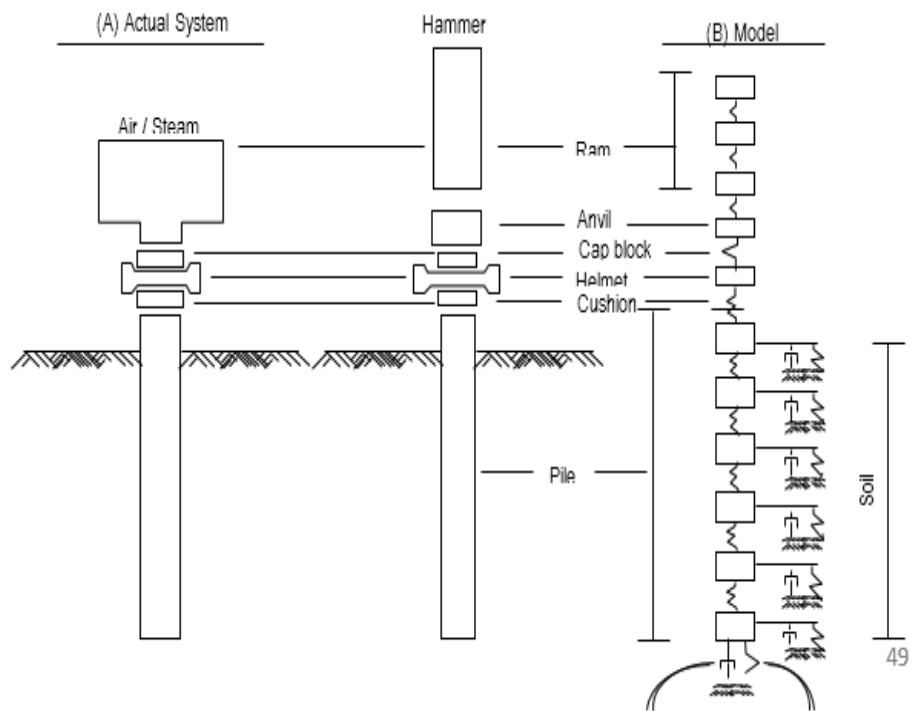 (A) Actual System
Hammer
(B) Model
Air / Steam
Ram
Anvil
Cap block
Helmet
Cushion
Pile
Soil
49